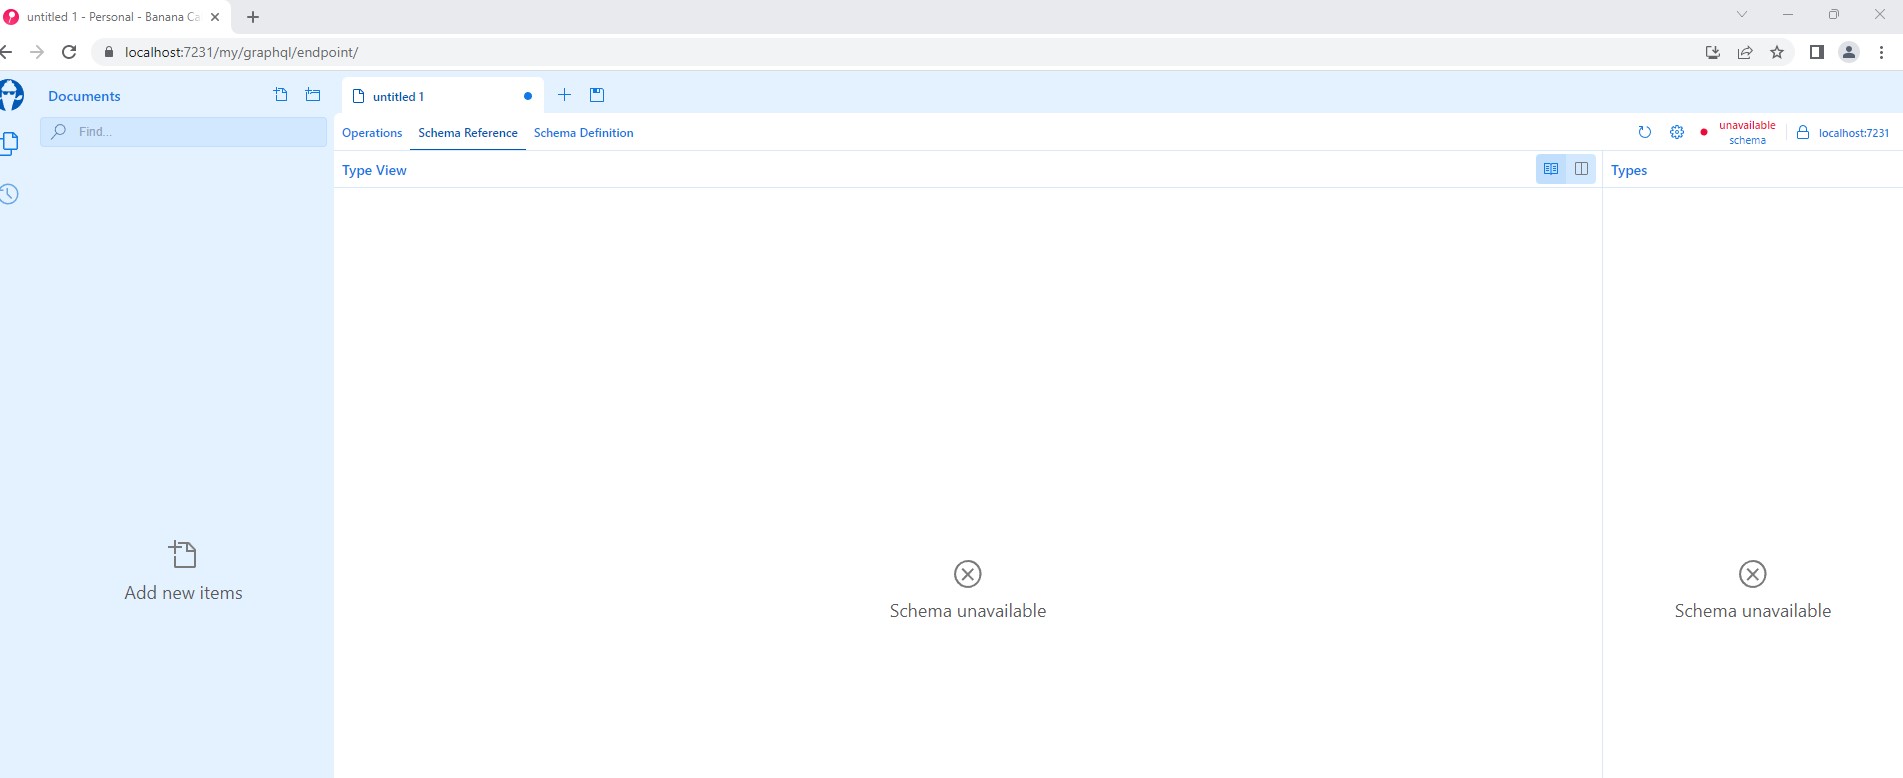 untitled 1 - Personal - Banana Ca
localhost:7231/my/graphql/endpoint/
Documents
untitled 1
Find...
Operations
Schema Reference
Schema Definition
unavailable
schema
localhost:7231
Type View
Types
Add new items
Schema unavailable
Schema unavailable